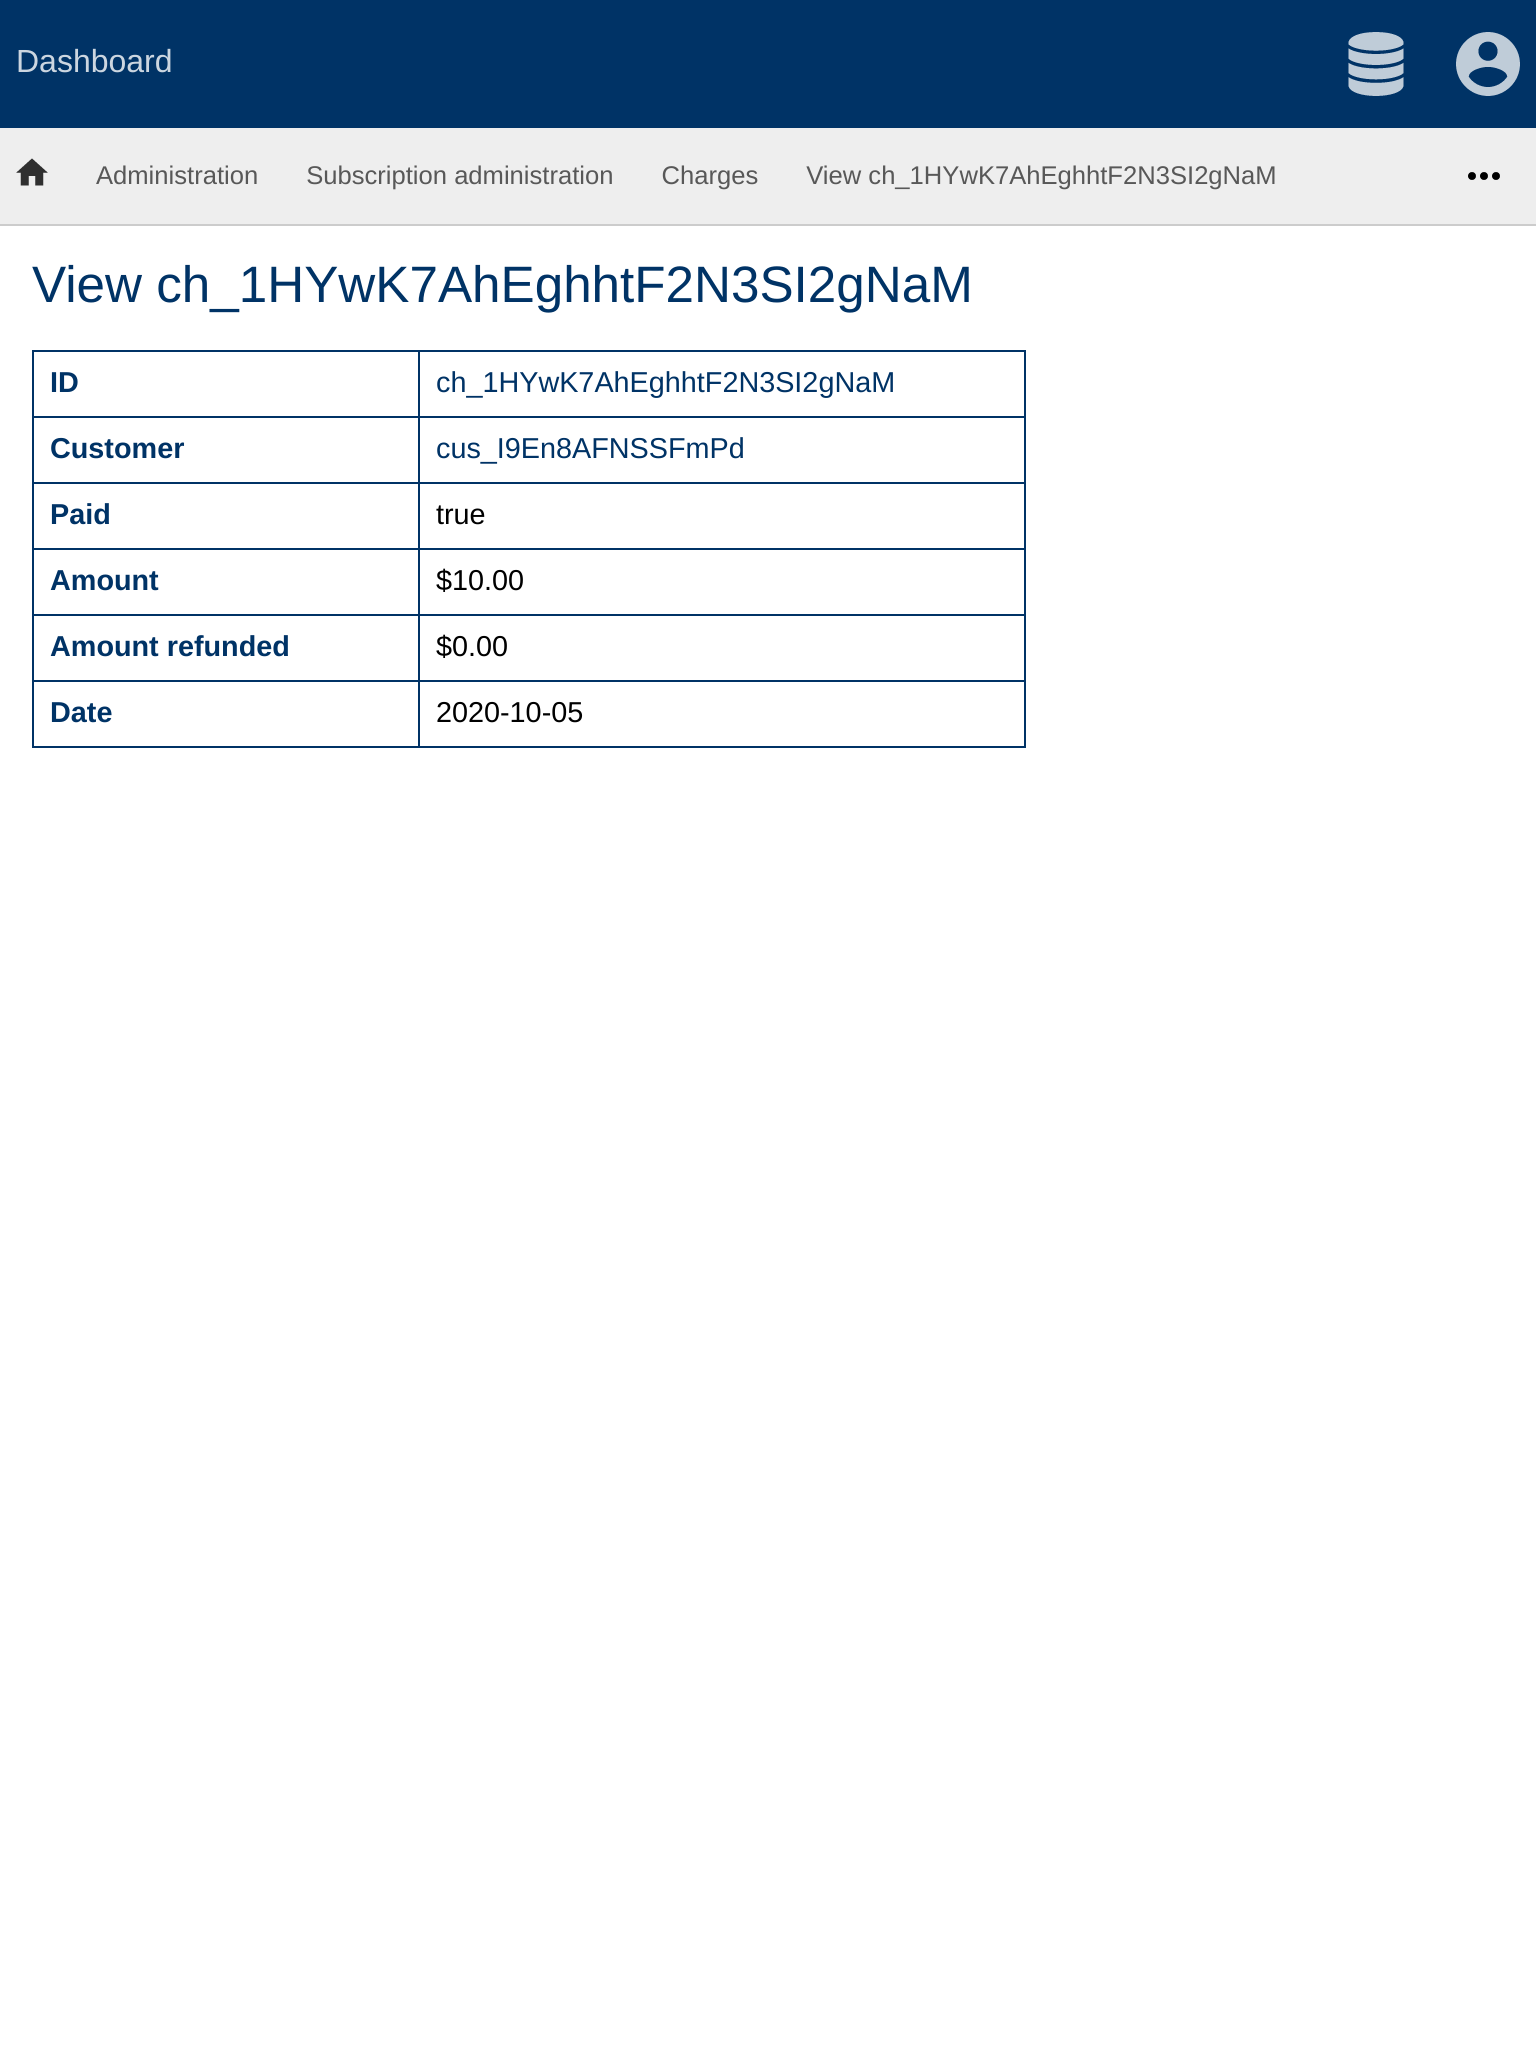 Dashboard
Administration Subscription administration Charges View ch_1HYwK7AhEghhtF2N3SI2gNaM
View ch_1HYwK7AhEghhtF2N3SI2gNaM
ID ch_1HYwK7AhEghhtF2N3SI2gNaM
Customer cus_I9En8AFNSSFmPd
Paid true
Amount $10.00
Amount refunded $0.00
Date 2020-10-05